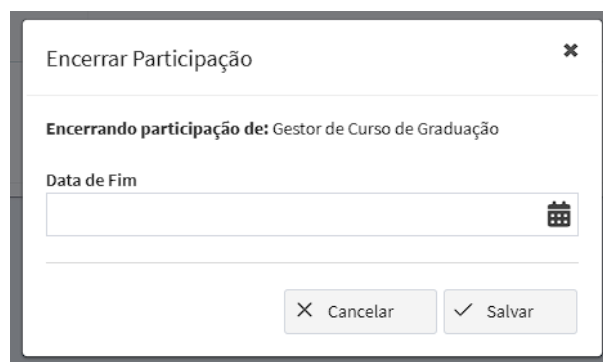 Encerrar Participação
Encerrando participação de: Gestor de Curso de Graduação
Data de Fim
Cancelar
Salvar